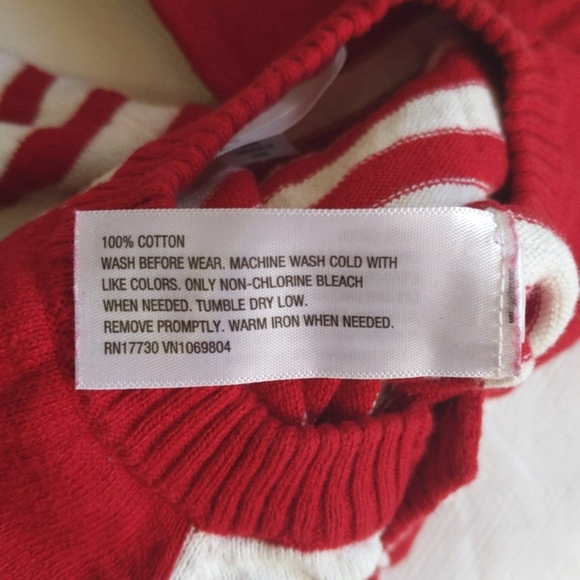 100% COTTON
WASH BEFORE WEAR. MACHINE WASH COLD WITH
LIKE COLORS. ONLY NON-CHLORINE BLEACH
WHEN NEEDED. TUMBLE DRY LOW.
REMOVE PROMPTLY. WARM IRON WHEN NEEDED.
RN17730 VN1069804